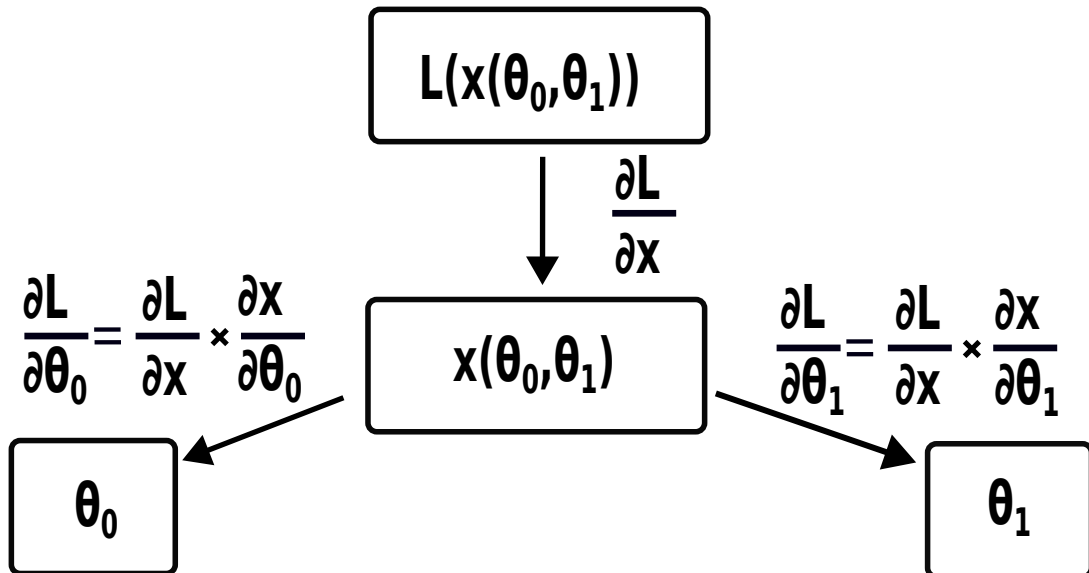 L(x(θ₀,θ₁))
∂L/∂x
∂L/∂θ₀ = ∂L/∂x × ∂x/∂θ₀
x(θ₀,θ₁)
∂L/∂θ₁ = ∂L/∂x × ∂x/∂θ₁
θ₀
θ₁